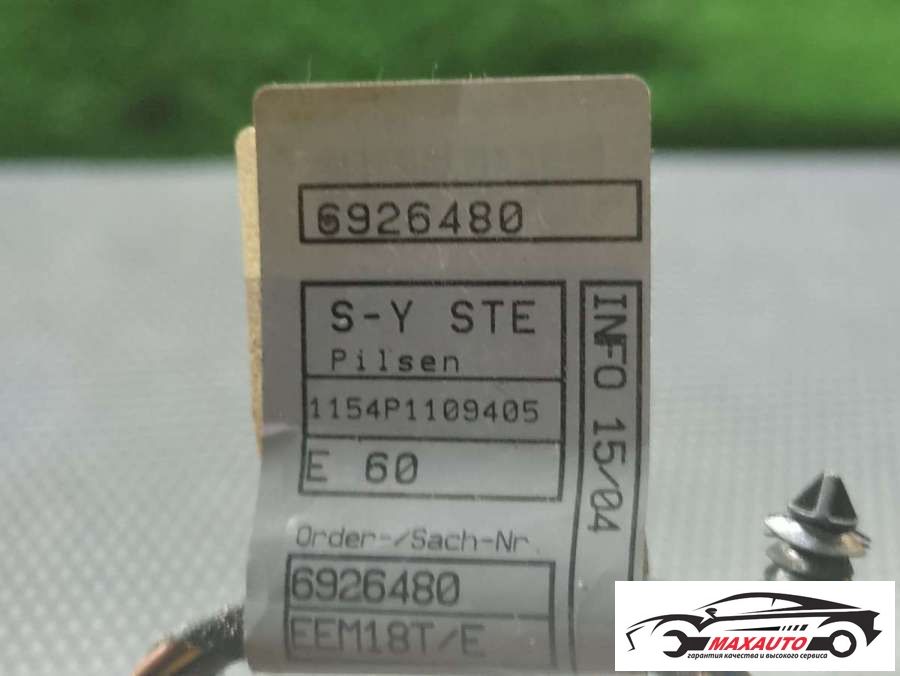 6926480
S-Y STE
Pilsen
1154P1109405
E 60
INFO 15/04
Order-/Sach-Nr.
6926480
EEM18T/E
MAXAUTO
гарантия качества и высокого сервиса